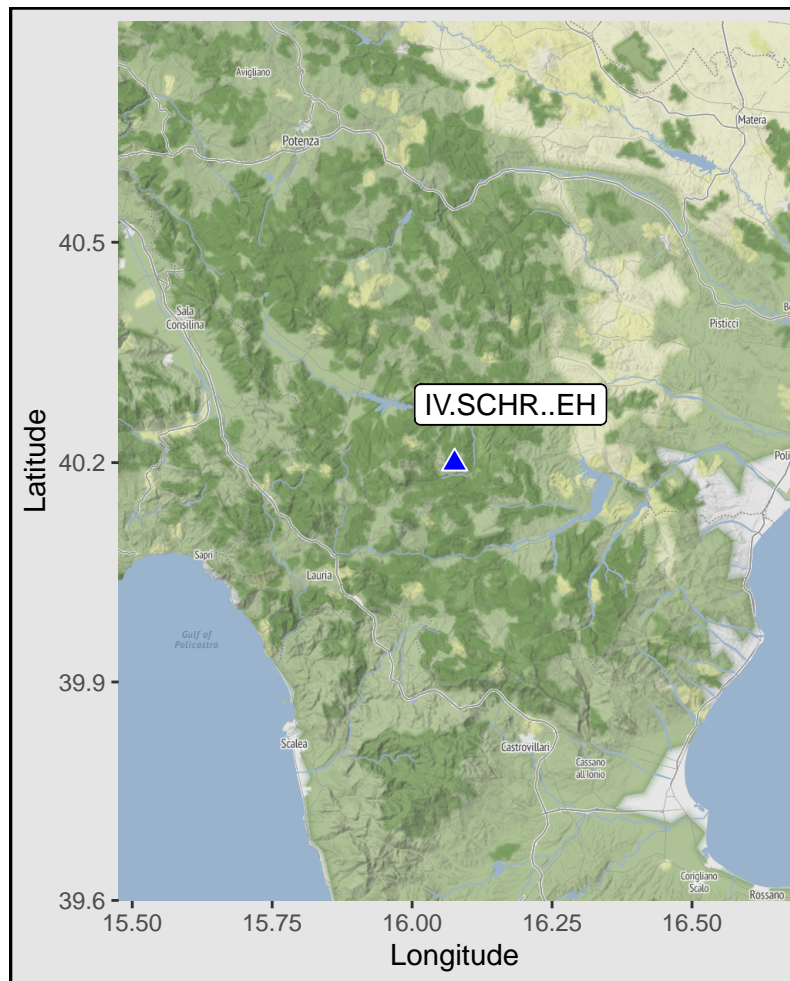 Avigliano
Potenza
Matera
40.5
Sala
Consilina
Pisticci
IV.SCHR..EH
40.2
Latitude
Sapri
Lauria
Gulf of
Policastro
39.9
Scalea
Castrovillari
Cassano
all'Ionio
Corigliano
Scalo
Rossano
39.6
15.50
15.75
16.00
16.25
16.50
Longitude